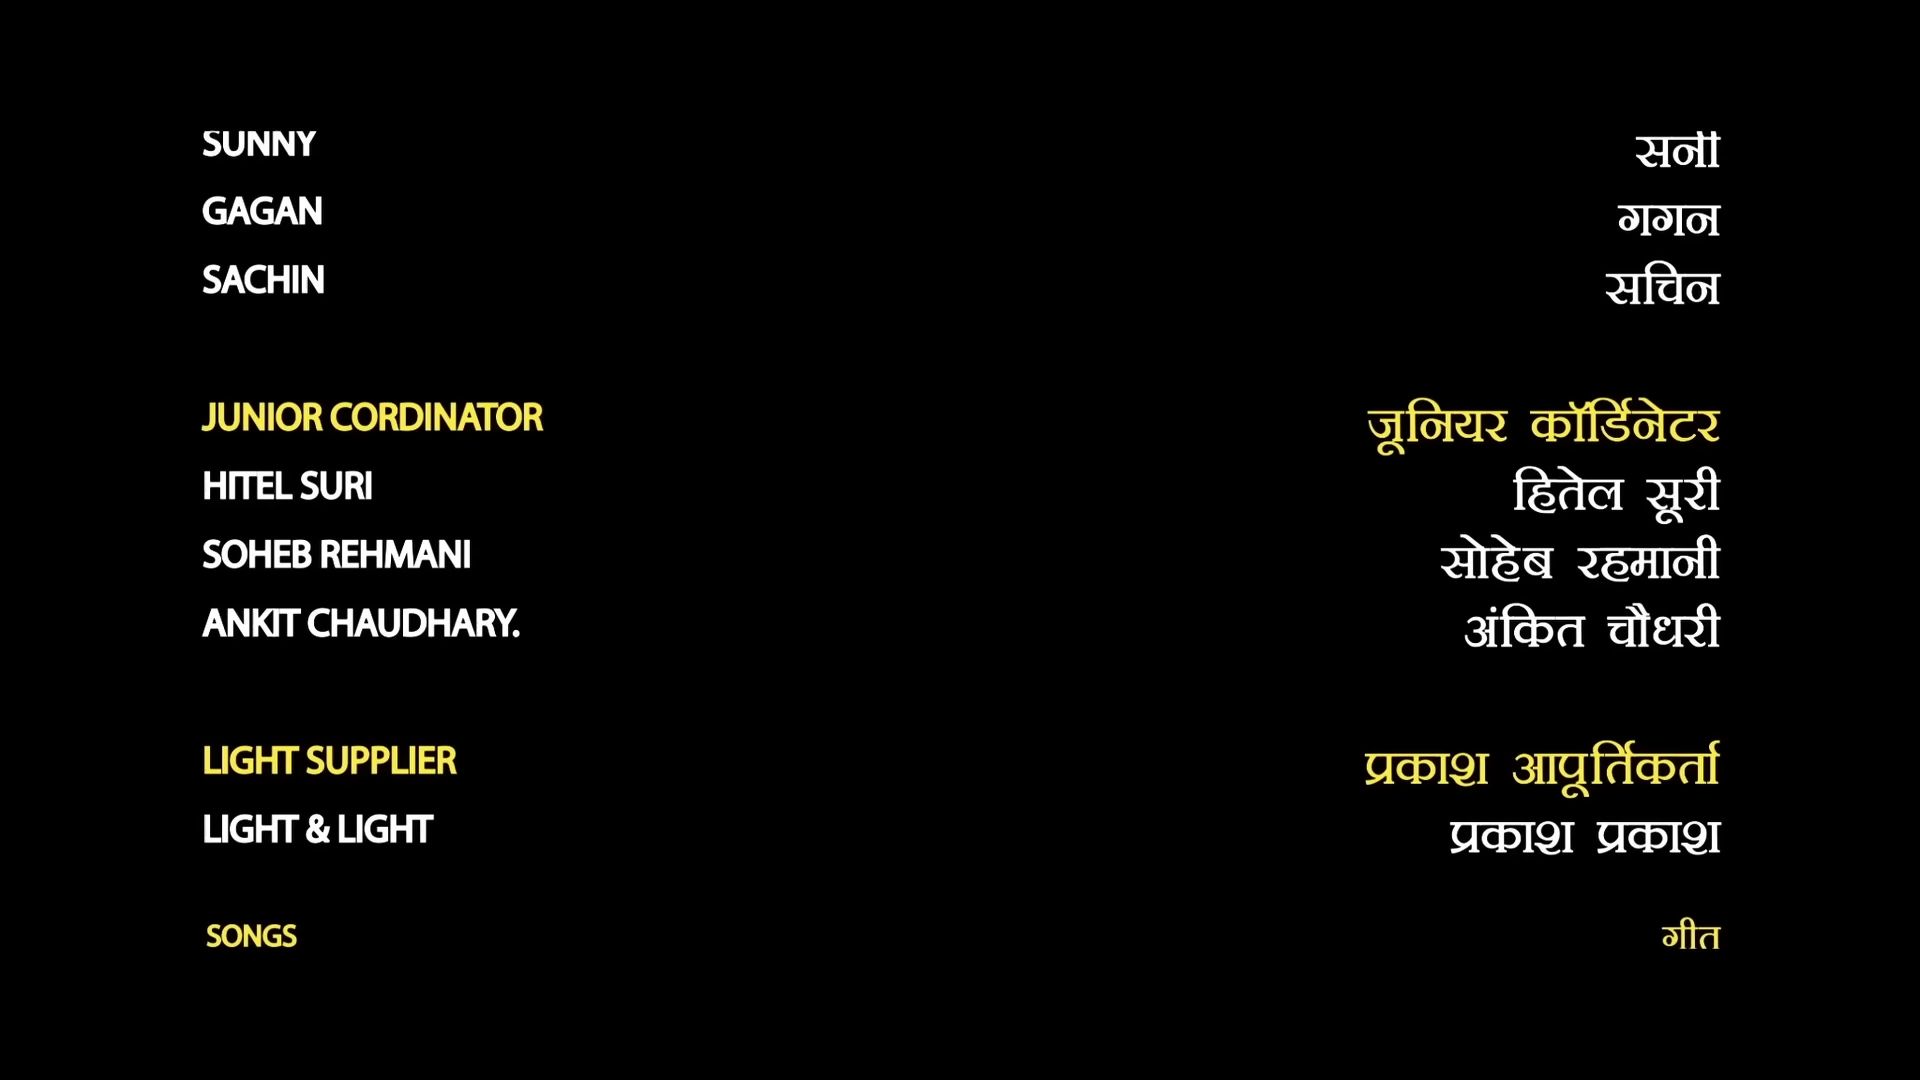 SUNNY सनी
GAGAN गगन
SACHIN सचिन
JUNIOR CORDINATOR जूनियर कॉर्डिनेटर
HITEL SURI हितेल सूरी
SOHEB REHMANI सोहेब रहमानी
ANKIT CHAUDHARY. अंकित चौधरी
LIGHT SUPPLIER प्रकाश आपूर्तिकर्ता
LIGHT & LIGHT प्रकाश प्रकाश
SONGS गीत